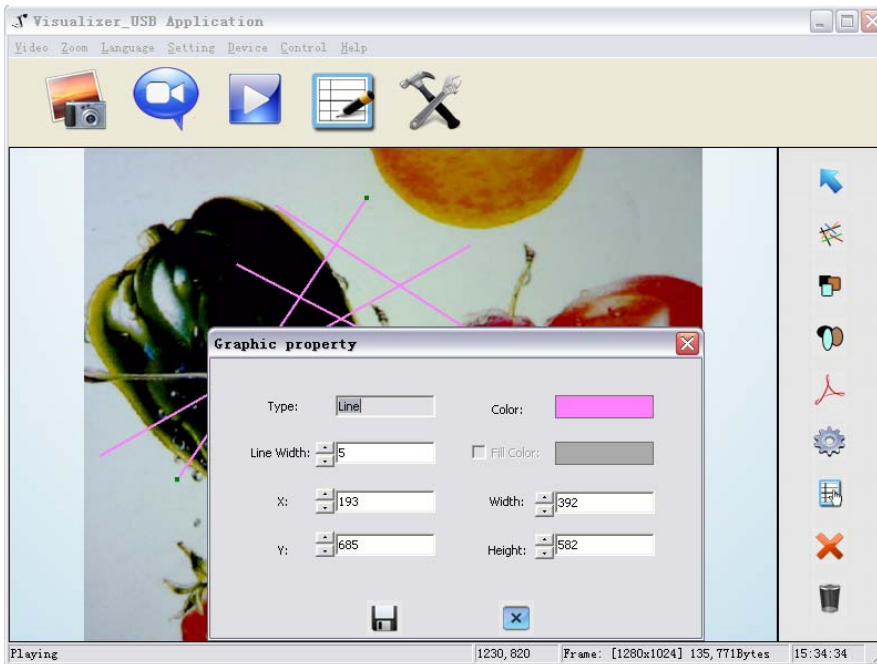 Visualizer_USB Application
Video Zoom Language Setting Device Control Help
Graphic property
Type: Line Color:
Line Width: 5 Fill Color:
X: 193 Width: 392
Y: 685 Height: 582
Playing 1230,820 Frame: [1280x1024] 135,771Bytes 15:34:34